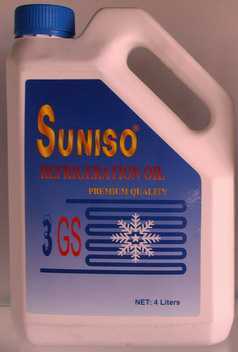 SUNISO®
REFRIGERATION OIL
PREMIUM QUALITY
3 GS
NET: 4 Liters